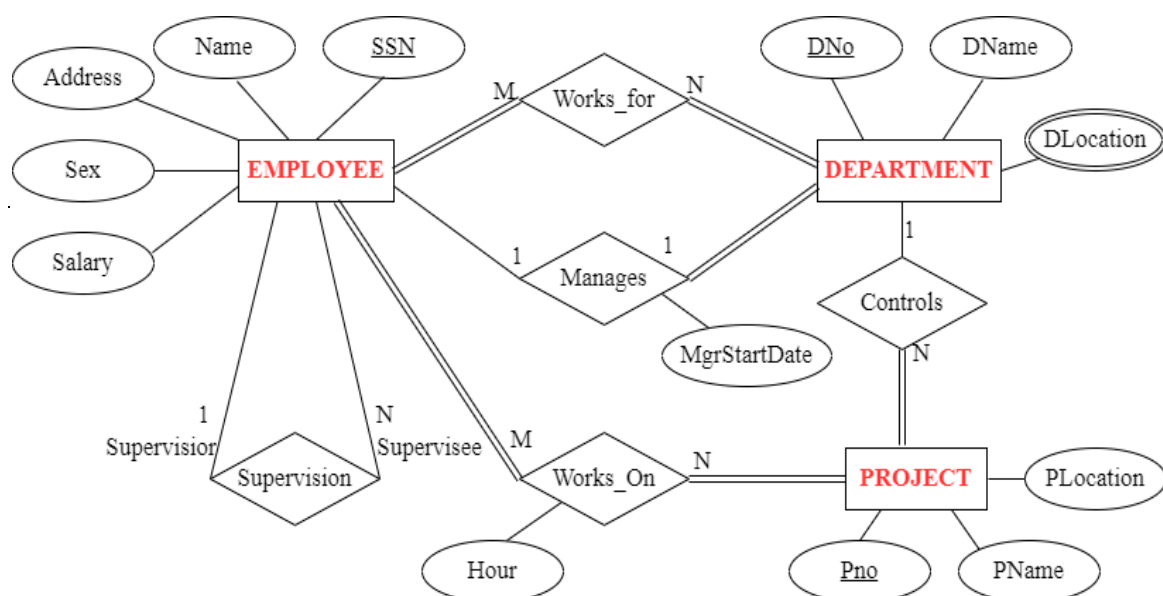 Name
SSN
DNo
DName
Address
M
Works_for
N
DLocation
Sex
EMPLOYEE
DEPARTMENT
1
1
1
Salary
Manages
Controls
MgrStartDate
N
1
N
Supervisior
Supervisee
M
Supervision
Works_On
N
PROJECT
PLocation
Hour
Pno
PName